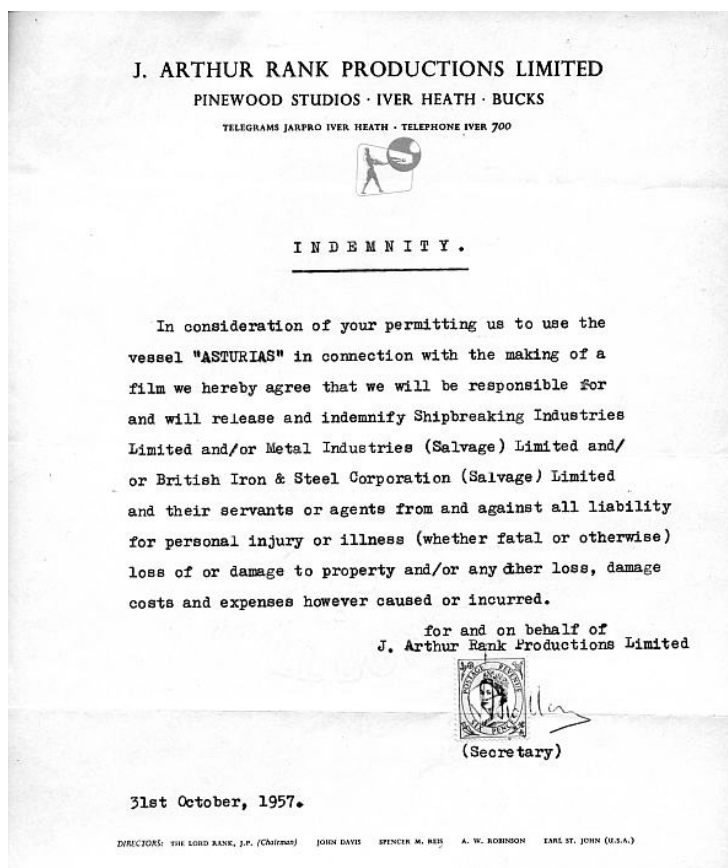 J. ARTHUR RANK PRODUCTIONS LIMITED
PINEWOOD STUDIOS · IVER HEATH · BUCKS
TELEGRAMS JARPRO IVER HEATH · TELEPHONE IVER 700
INDEMNITY.
In consideration of your permitting us to use the
vessel "ASTURIAS" in connection with the making of a
film we hereby agree that we will be responsible for
and will release and indemnify Shipbreaking Industries
Limited and/or Metal Industries (Salvage) Limited and/
or British Iron & Steel Corporation (Salvage) Limited
and their servants or agents from and against all liability
for personal injury or illness (whether fatal or otherwise)
loss of or damage to property and/or any other loss, damage
costs and expenses however caused or incurred.
for and on behalf of
J. Arthur Rank Productions Limited
POSTAGE REVENUE
SIX PENCE
(Secretary)
31st October, 1957.
DIRECTORS: THE LORD RANK, J.P. (Chairman) JOHN DAVIS SPENCER M. REIS A. W. ROBINSON EARL ST. JOHN (U.S.A.)